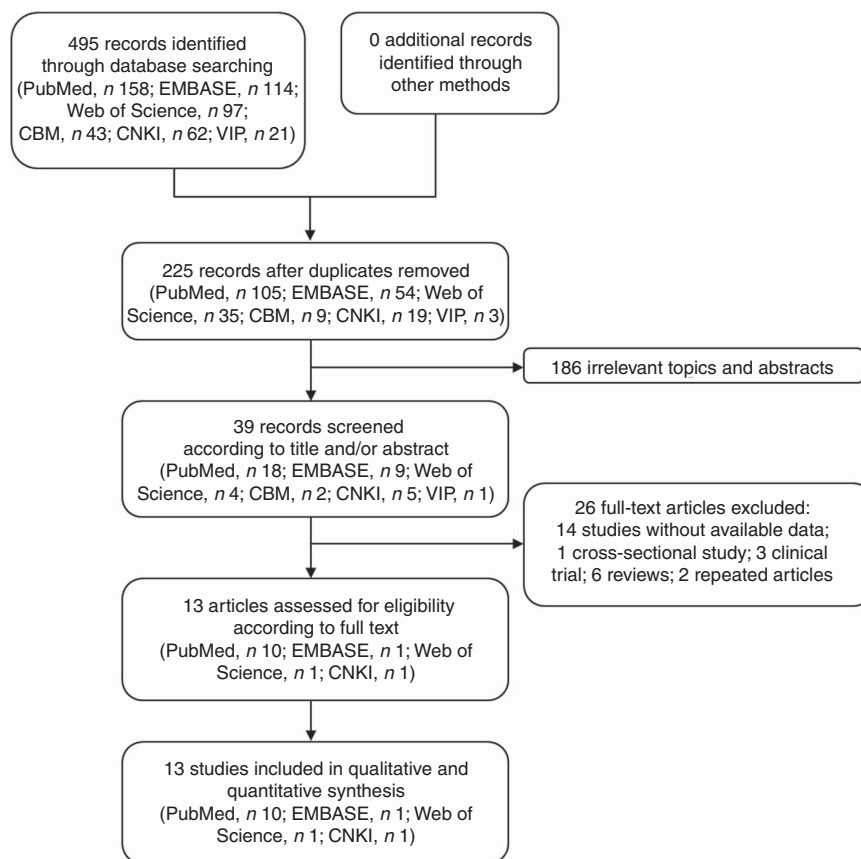 495 records identified
through database searching
(PubMed, n 158; EMBASE, n 114;
Web of Science, n 97;
CBM, n 43; CNKI, n 62; VIP, n 21)
0 additional records
identified through
other methods
225 records after duplicates removed
(PubMed, n 105; EMBASE, n 54; Web of
Science, n 35; CBM, n 9; CNKI, n 19; VIP, n 3)
186 irrelevant topics and abstracts
39 records screened
according to title and/or abstract
(PubMed, n 18; EMBASE, n 9; Web of
Science, n 4; CBM, n 2; CNKI, n 5; VIP, n 1)
26 full-text articles excluded:
14 studies without available data;
1 cross-sectional study; 3 clinical
trial; 6 reviews; 2 repeated articles
13 articles assessed for eligibility
according to full text
(PubMed, n 10; EMBASE, n 1; Web of
Science, n 1; CNKI, n 1)
13 studies included in qualitative and
quantitative synthesis
(PubMed, n 10; EMBASE, n 1; Web of
Science, n 1; CNKI, n 1)